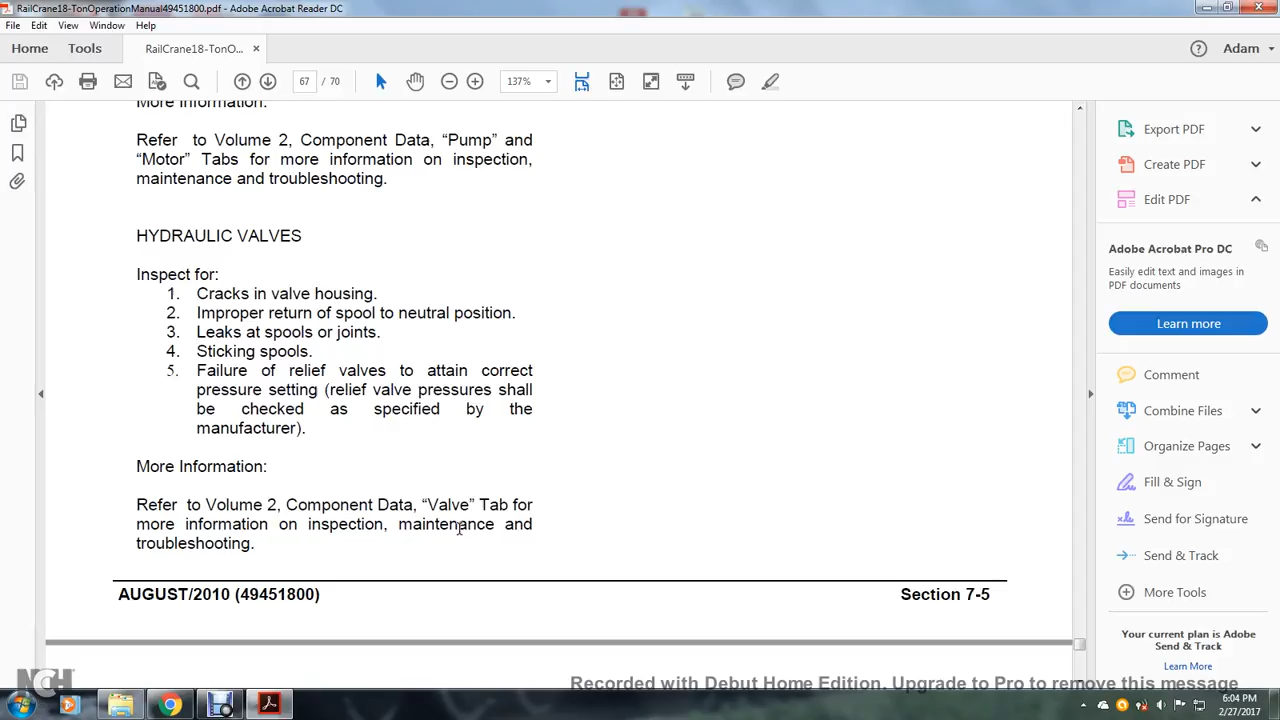 RailCrane18-TonOperationManual49451800.pdf - Adobe Acrobat Reader DC
File Edit View Window Help
Home Tools RailCrane18-TonO... × Adam
67 / 70 137%
More Information:
Refer to Volume 2, Component Data, “Pump” and
“Motor” Tabs for more information on inspection,
maintenance and troubleshooting.
HYDRAULIC VALVES
Inspect for:
1. Cracks in valve housing.
2. Improper return of spool to neutral position.
3. Leaks at spools or joints.
4. Sticking spools.
5. Failure of relief valves to attain correct
pressure setting (relief valve pressures shall
be checked as specified by the
manufacturer).
More Information:
Refer to Volume 2, Component Data, “Valve” Tab for
more information on inspection, maintenance and
troubleshooting.
AUGUST/2010 (49451800) Section 7-5
Export PDF
Create PDF
Edit PDF
Adobe Acrobat Pro DC
Easily edit text and images in
PDF documents
Learn more
Comment
Combine Files
Organize Pages
Fill & Sign
Send for Signature
Send & Track
More Tools
Your current plan is Adobe
Send & Track
Learn More
NCH
Recorded with Debut Home Edition. Upgrade to Pro to remove this message
6:04 PM
2/27/2017